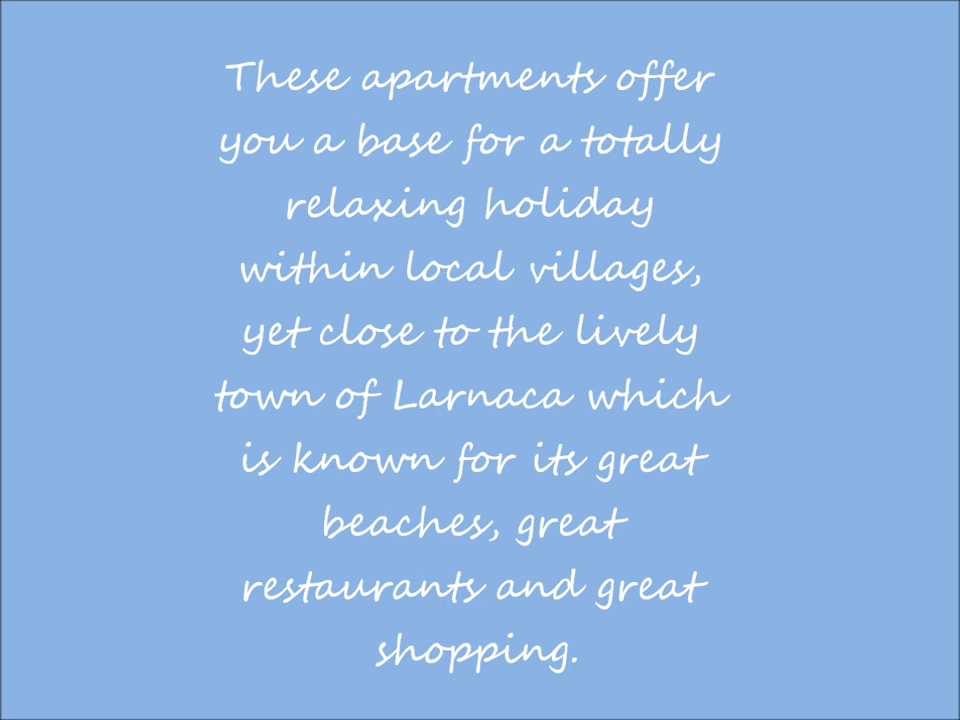 These apartments offer
you a base for a totally
relaxing holiday
within local villages,
yet close to the lively
town of Larnaca which
is known for its great
beaches, great
restaurants and great
shopping.